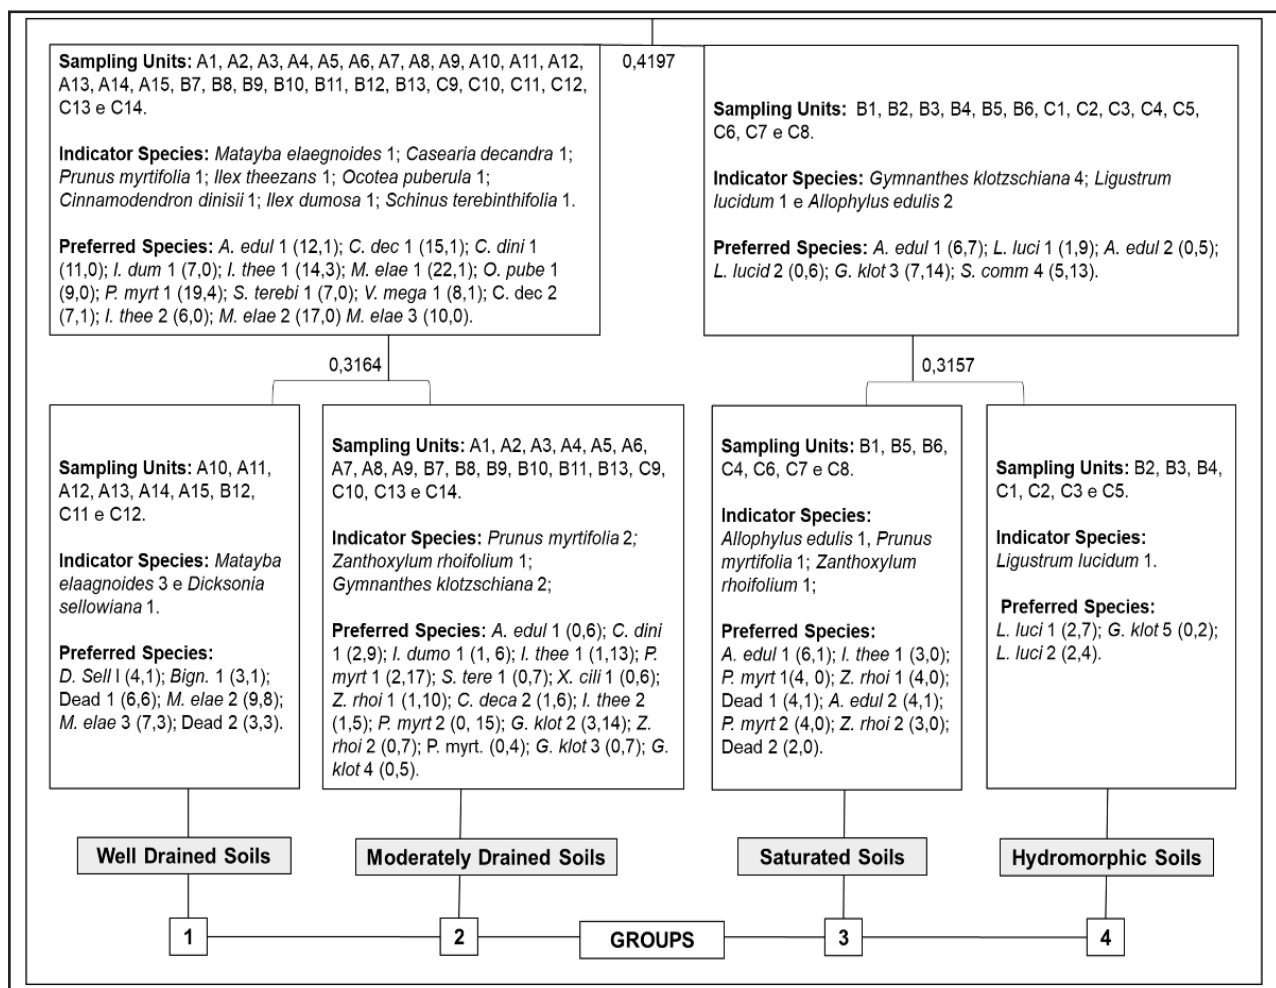 Sampling Units: A1, A2, A3, A4, A5, A6, A7, A8, A9, A10, A11, A12,
A13, A14, A15, B7, B8, B9, B10, B11, B12, B13, C9, C10, C11, C12,
C13 e C14.
Indicator Species: Matayba elaegnoides 1; Casearia decandra 1;
Prunus myrtifolia 1; Ilex theezans 1; Ocotea puberula 1;
Cinnamodendron dinisii 1; Ilex dumosa 1; Schinus terebinthifolia 1.
Preferred Species: A. edul 1 (12,1); C. dec 1 (15,1); C. dini 1
(11,0); I. dum 1 (7,0); I. thee 1 (14,3); M. elae 1 (22,1); O. pube 1
(9,0); P. myrt 1 (19,4); S. terebi 1 (7,0); V. mega 1 (8,1); C. dec 2
(7,1); I. thee 2 (6,0); M. elae 2 (17,0) M. elae 3 (10,0).
0,4197
Sampling Units: B1, B2, B3, B4, B5, B6, C1, C2, C3, C4, C5,
C6, C7 e C8.
Indicator Species: Gymnanthes klotzschiana 4; Ligustrum
lucidum 1 e Allophylus edulis 2
Preferred Species: A. edul 1 (6,7); L. luci 1 (1,9); A. edul 2 (0,5);
L. lucid 2 (0,6); G. klot 3 (7,14); S. comm 4 (5,13).
0,3164
0,3157
Sampling Units: A10, A11,
A12, A13, A14, A15, B12,
C11 e C12.
Indicator Species: Matayba
elaagnoides 3 e Dicksonia
sellowiana 1.
Preferred Species:
D. Sell I (4,1); Bign. 1 (3,1);
Dead 1 (6,6); M. elae 2 (9,8);
M. elae 3 (7,3); Dead 2 (3,3).
Sampling Units: A1, A2, A3, A4, A5, A6,
A7, A8, A9, B7, B8, B9, B10, B11, B13, C9,
C10, C13 e C14.
Indicator Species: Prunus myrtifolia 2;
Zanthoxylum rhoifolium 1;
Gymnanthes klotzschiana 2;
Preferred Species: A. edul 1 (0,6); C. dini
1 (2,9); I. dumo 1 (1, 6); I. thee 1 (1,13); P.
myrt 1 (2,17); S. tere 1 (0,7); X. cili 1 (0,6);
Z. rhoi 1 (1,10); C. deca 2 (1,6); I. thee 2
(1,5); P. myrt 2 (0, 15); G. klot 2 (3,14); Z.
rhoi 2 (0,7); P. myrt. (0,4); G. klot 3 (0,7); G.
klot 4 (0,5).
Sampling Units: B1, B5, B6,
C4, C6, C7 e C8.
Indicator Species:
Allophylus edulis 1, Prunus
myrtifolia 1; Zanthoxylum
rhoifolium 1;
Preferred Species:
A. edul 1 (6,1); I. thee 1 (3,0);
P. myrt 1(4, 0); Z. rhoi 1 (4,0);
Dead 1 (4,1); A. edul 2 (4,1);
P. myrt 2 (4,0); Z. rhoi 2 (3,0);
Dead 2 (2,0).
Sampling Units: B2, B3, B4,
C1, C2, C3 e C5.
Indicator Species:
Ligustrum lucidum 1.
Preferred Species:
L. luci 1 (2,7); G. klot 5 (0,2);
L. luci 2 (2,4).
Well Drained Soils
Moderately Drained Soils
Saturated Soils
Hydromorphic Soils
1
2
GROUPS
3
4